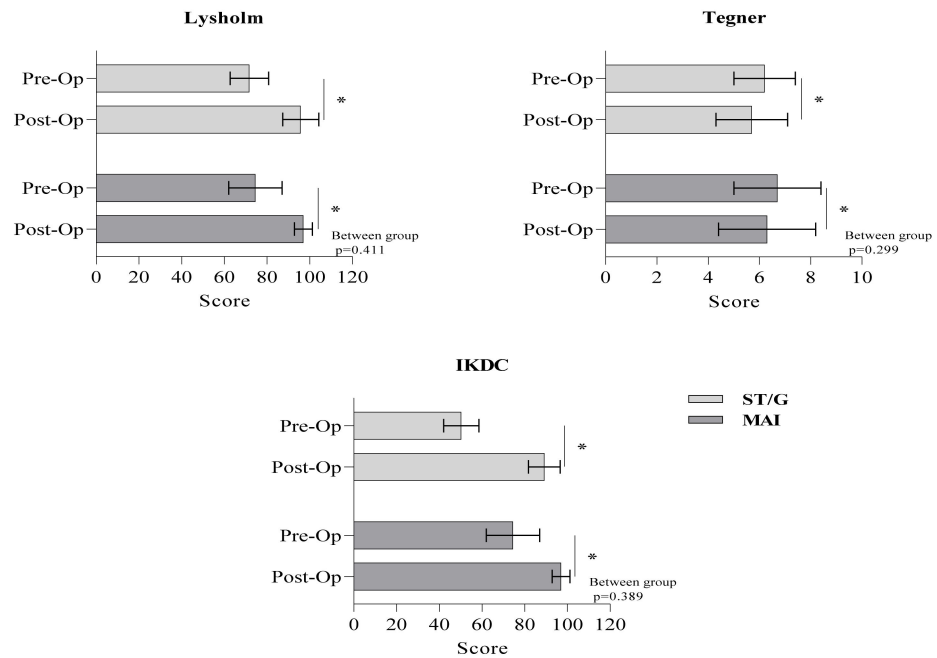 Lysholm
Pre-Op
*
Post-Op
Pre-Op
*
Post-Op
Between group
p=0.411
0 20 40 60 80 100 120
Score
Tegner
Pre-Op
*
Post-Op
Pre-Op
*
Post-Op
Between group
p=0.299
0 2 4 6 8 10
Score
IKDC
ST/G
MAI
Pre-Op
*
Post-Op
Pre-Op
*
Post-Op
Between group
p=0.389
0 20 40 60 80 100 120
Score